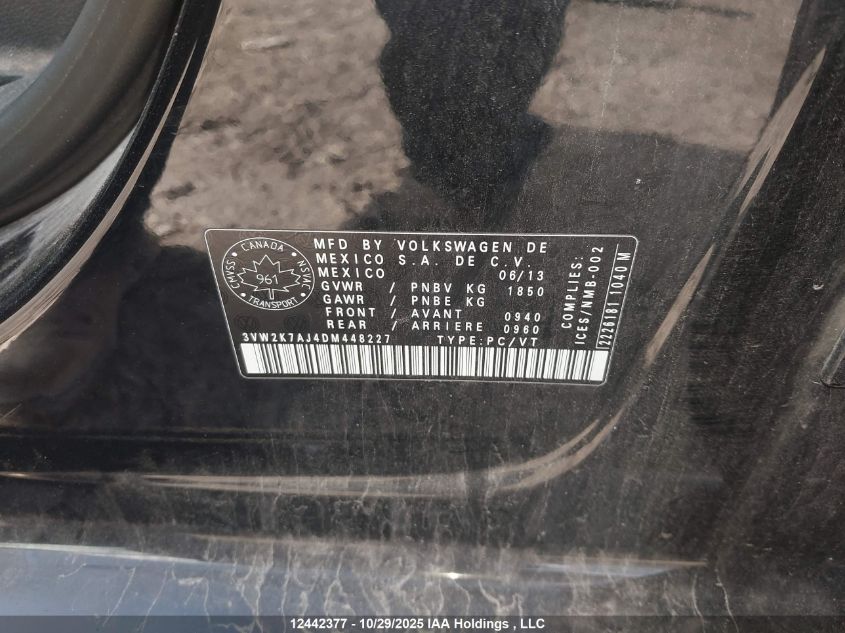 CANADA
CMVSS
NSVAC
961
TRANSPORT
MFD BY VOLKSWAGEN DE
MEXICO S.A. DE C.V.
MEXICO 06/13
GVWR / PNBV KG 1850
GAWR / PNBE KG
FRONT / AVANT 0940
REAR / ARRIERE 0960
3VW2K7AJ4DM448227 TYPE:PC/VT
COMPLIES:
ICES/NMB-002
2226181 1040 M
12442377 - 10/29/2025 IAA Holdings , LLC